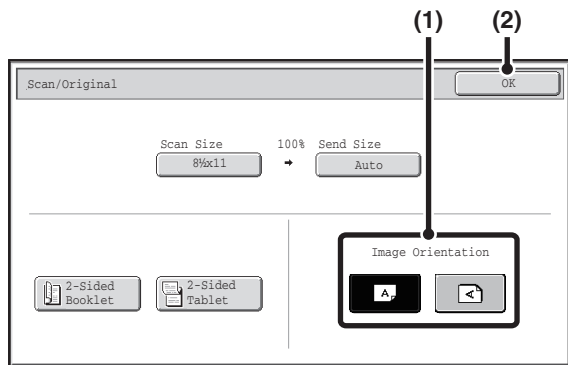 (1) (2)
Scan/Original OK
Scan Size 100% Send Size
8½x11 Auto
Image Orientation
2-Sided
Booklet
2-Sided
Tablet
A A